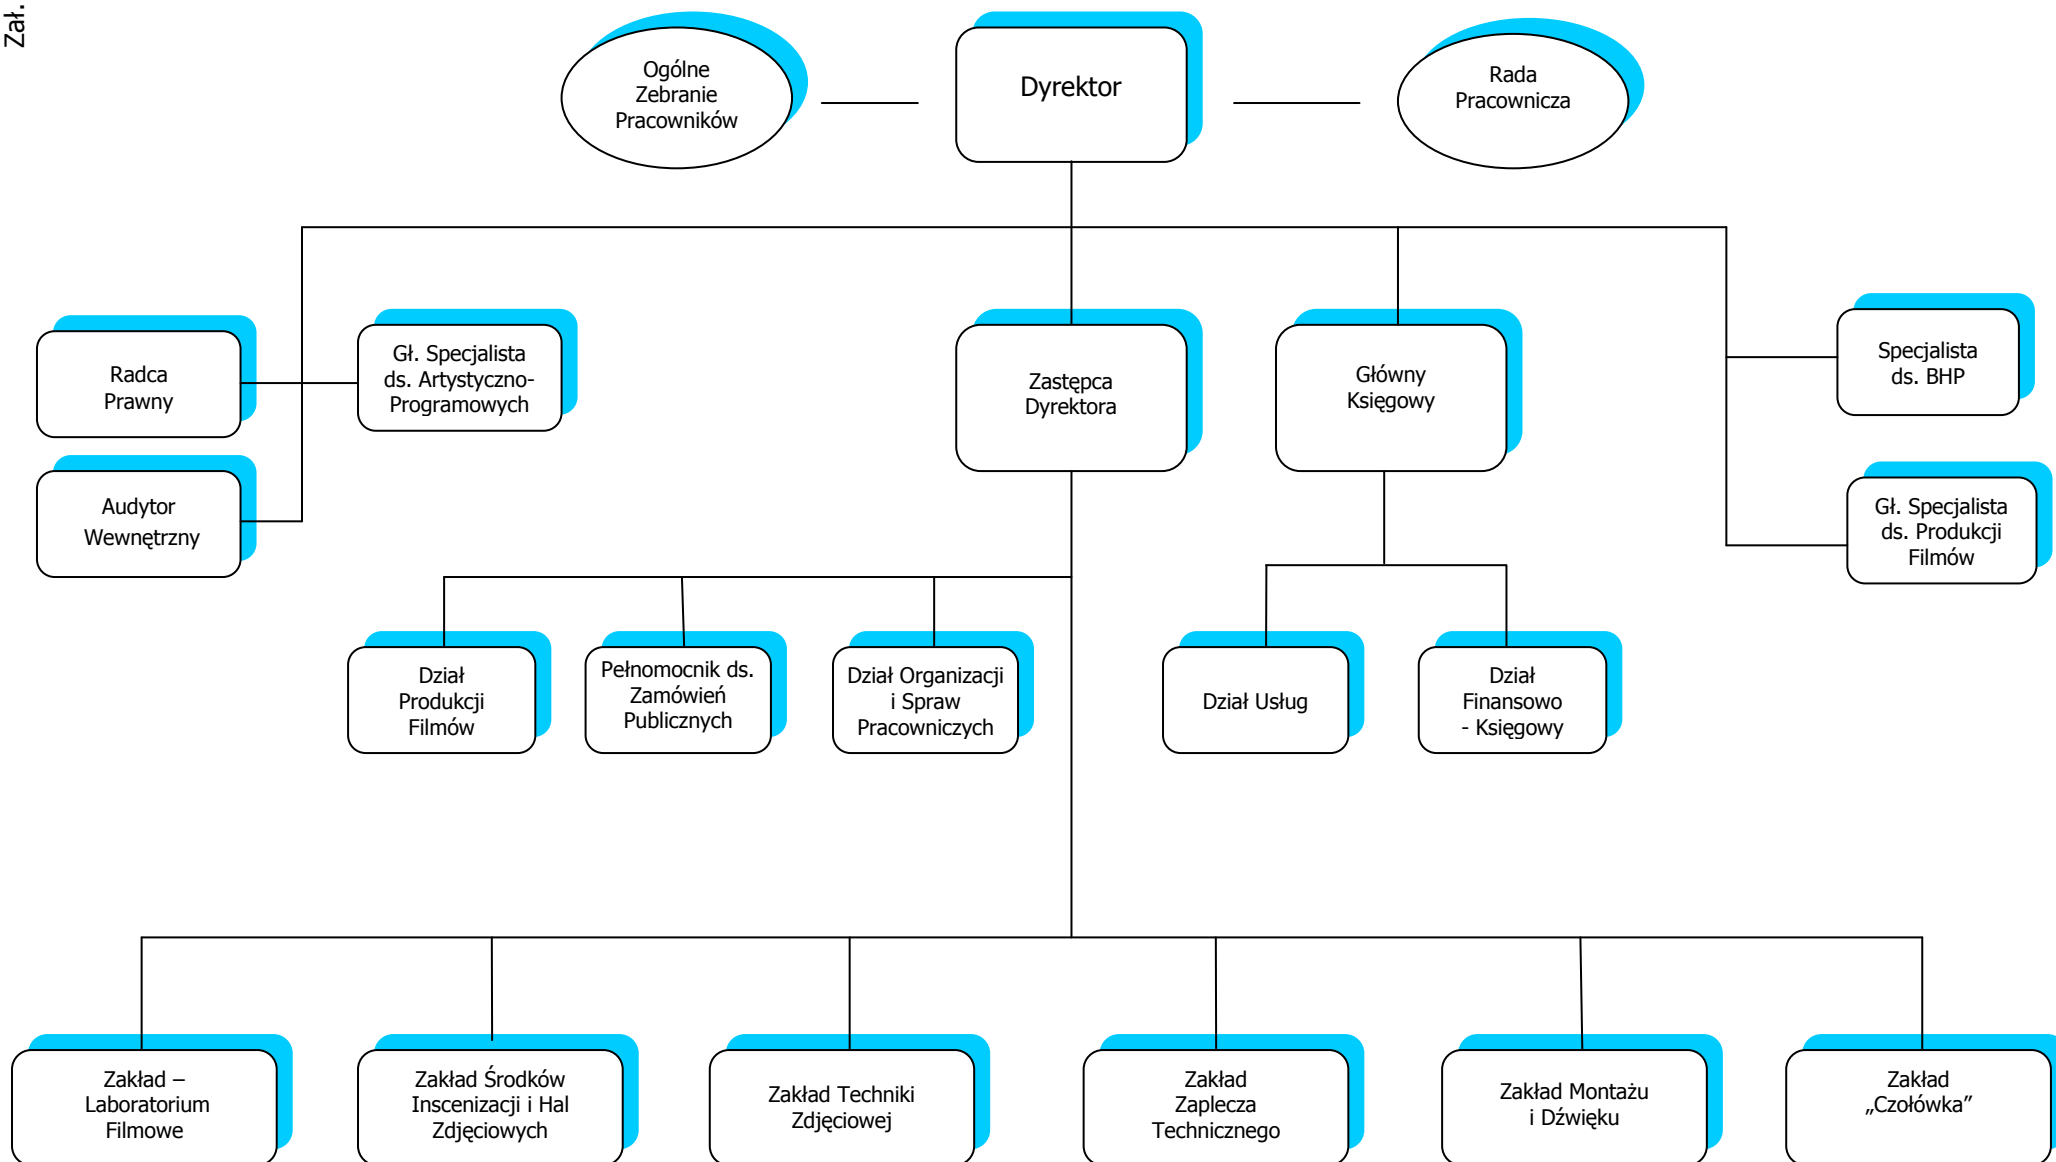 Zał.
Ogólne
Zebranie
Pracowników
Dyrektor
Rada
Pracownicza
Radca
Prawny
Gł. Specjalista
ds. Artystyczno-
Programowych
Zastępca
Dyrektora
Główny
Księgowy
Specjalista
ds. BHP
Audytor
Wewnętrzny
Gł. Specjalista
ds. Produkcji
Filmów
Dział
Produkcji
Filmów
Pełnomocnik ds.
Zamówień
Publicznych
Dział Organizacji
i Spraw
Pracowniczych
Dział Usług
Dział
Finansowo
- Księgowy
Zakład –
Laboratorium
Filmowe
Zakład Środków
Inscenizacji i Hal
Zdjęciowych
Zakład Techniki
Zdjęciowej
Zakład
Zaplecza
Technicznego
Zakład Montażu
i Dźwięku
Zakład
„Czołówka”